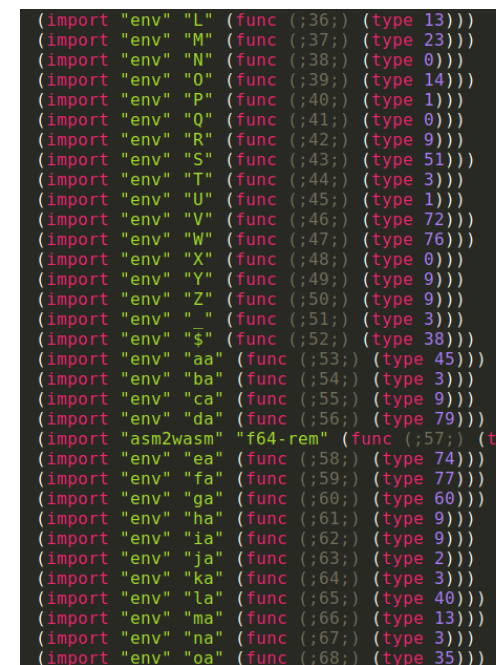 (import "env" "L" (func (;36;) (type 13)))
(import "env" "M" (func (;37;) (type 23)))
(import "env" "N" (func (;38;) (type 0)))
(import "env" "O" (func (;39;) (type 14)))
(import "env" "P" (func (;40;) (type 1)))
(import "env" "Q" (func (;41;) (type 0)))
(import "env" "R" (func (;42;) (type 9)))
(import "env" "S" (func (;43;) (type 51)))
(import "env" "T" (func (;44;) (type 3)))
(import "env" "U" (func (;45;) (type 1)))
(import "env" "V" (func (;46;) (type 72)))
(import "env" "W" (func (;47;) (type 76)))
(import "env" "X" (func (;48;) (type 0)))
(import "env" "Y" (func (;49;) (type 9)))
(import "env" "Z" (func (;50;) (type 9)))
(import "env" "_" (func (;51;) (type 3)))
(import "env" "$" (func (;52;) (type 38)))
(import "env" "aa" (func (;53;) (type 45)))
(import "env" "ba" (func (;54;) (type 3)))
(import "env" "ca" (func (;55;) (type 9)))
(import "env" "da" (func (;56;) (type 79)))
(import "asm2wasm" "f64-rem" (func (;57;) (t
(import "env" "ea" (func (;58;) (type 74)))
(import "env" "fa" (func (;59;) (type 77)))
(import "env" "ga" (func (;60;) (type 60)))
(import "env" "ha" (func (;61;) (type 9)))
(import "env" "ia" (func (;62;) (type 9)))
(import "env" "ja" (func (;63;) (type 2)))
(import "env" "ka" (func (;64;) (type 3)))
(import "env" "la" (func (;65;) (type 40)))
(import "env" "ma" (func (;66;) (type 13)))
(import "env" "na" (func (;67;) (type 3)))
(import "env" "oa" (func (;68;) (type 35)))